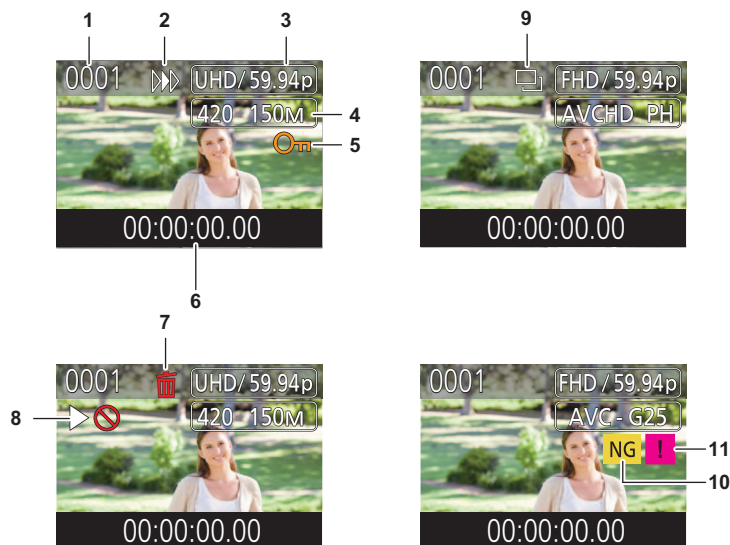 1 2 3 9
0001 UHD/59.94p 0001 FHD/59.94p
420 150M 4 AVCHD PH
5
00:00:00.00 00:00:00.00
6
7
0001 UHD/59.94p 0001 FHD/59.94p
8 420 150M AVC-G25
NG ! 11
10
00:00:00.00 00:00:00.00